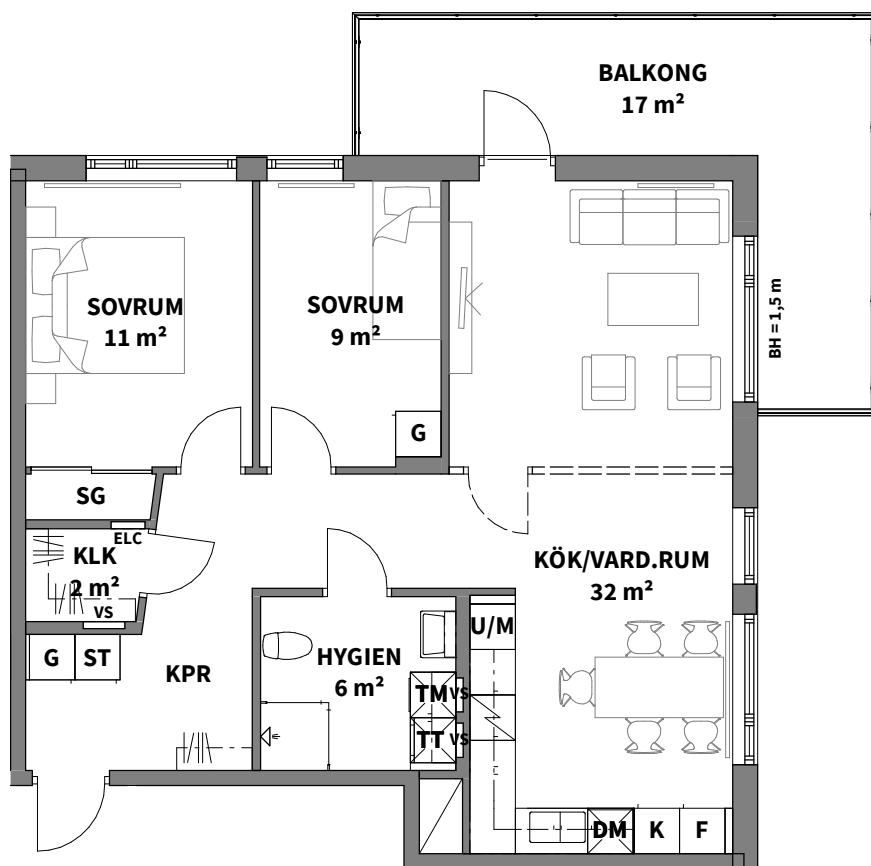 BALKONG
17 m²
BH = 1,5 m
SOVRUM
11 m²
SOVRUM
9 m²
G
SG
ELC
KLK
2 m²
VS
KÖK/VARD.RUM
32 m²
U/M
G
ST
KPR
HYGIEN
6 m²
TM
VS
TT
VS
DM
K
F